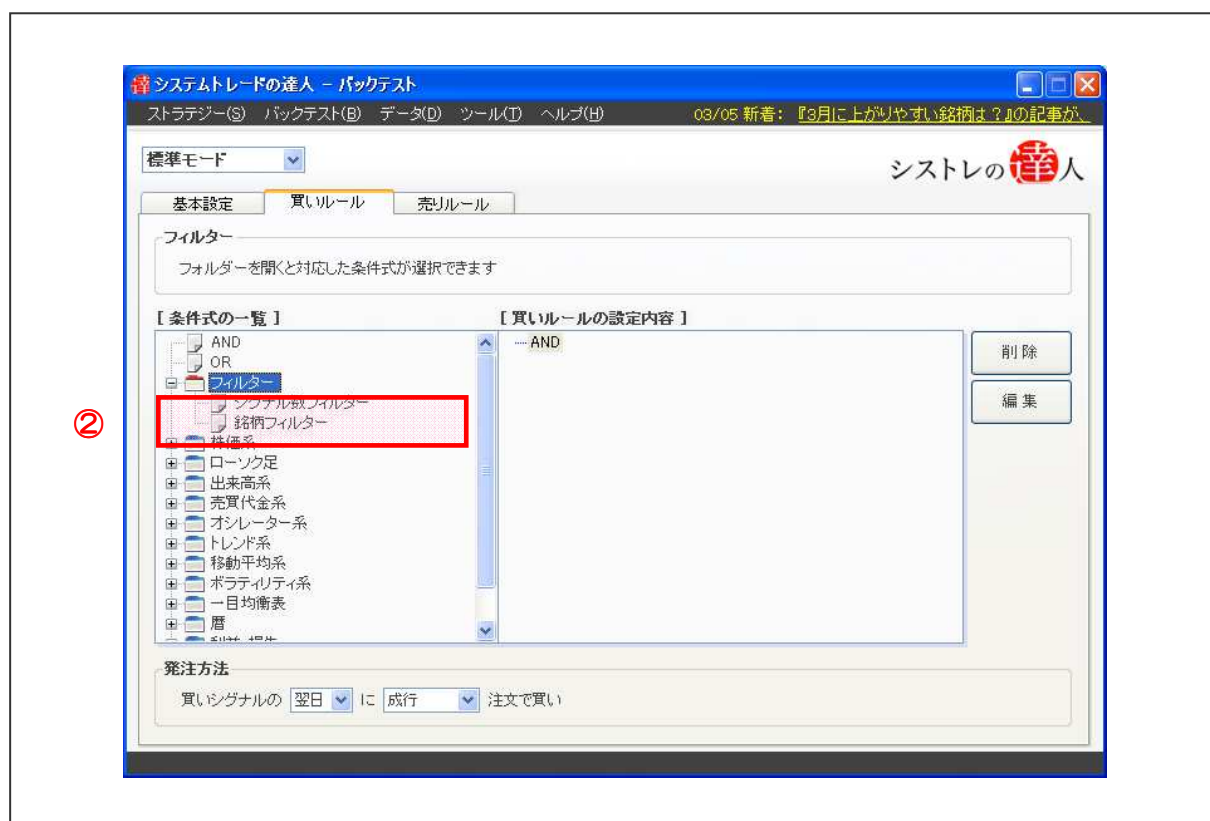 システムトレードの達人 - バックテスト
ストラテジー(S) バックテスト(B) データ(D) ツール(T) ヘルプ(H) 03/05 新着: 『3月に上がりやすい銘柄は？』の記事が、
標準モード
シストレの達人
基本設定 買いルール 売りルール
フィルター
フォルダーを開くと対応した条件式が選択できます
[ 条件式の一覧 ] [ 買いルールの設定内容 ]
AND AND
OR
削除
フィルター
シグナル数フィルター
編集
②
銘柄フィルター
株価系
ローソク足
出来高系
売買代金系
オシレーター系
トレンド系
移動平均系
ボラティリティ系
一目均衡表
暦
発注方法
買いシグナルの 翌日 に 成行 注文で買い